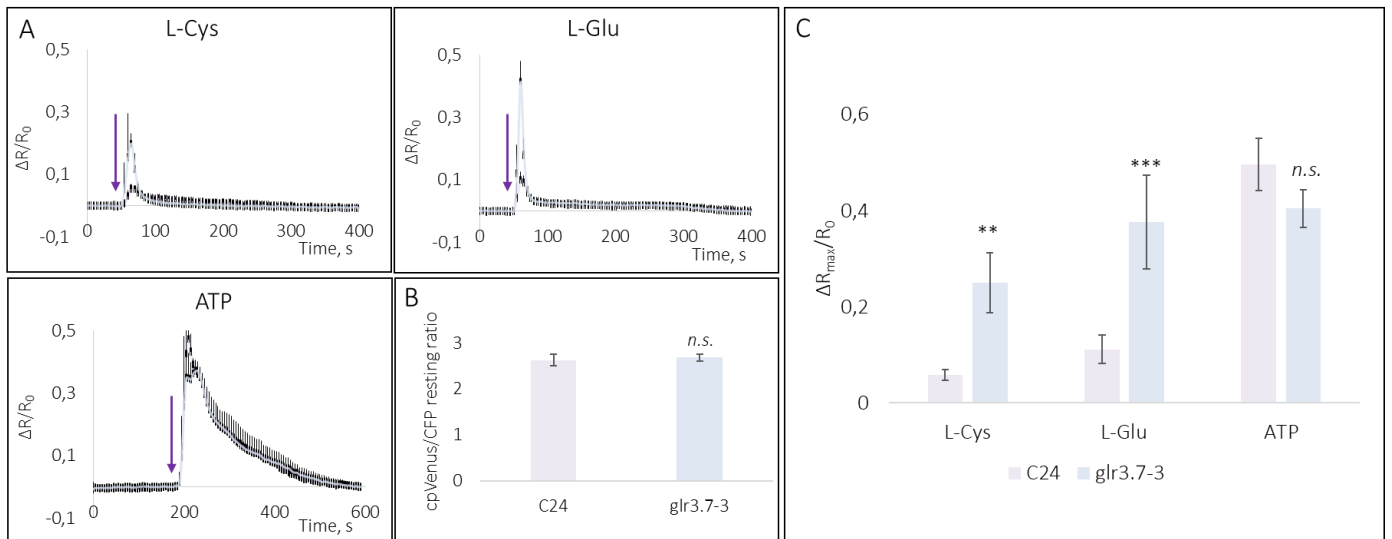 A
L-Cys
0,5
0,3
0,1
-0,1
ΔR/R0
0 100 200 300 400
Time, s
L-Glu
0,5
0,3
0,1
-0,1
ΔR/R0
0 100 200 300 400
Time, s
ATP
0,5
0,3
0,1
-0,1
ΔR/R0
0 200 400 600
Time, s
B
cpVenus/CFP resting ratio
3
2
1
0
n.s.
C24 glr3.7-3
C
ΔRmax/R0
0,6
0,4
0,2
0
**
***
n.s.
L-Cys L-Glu ATP
C24 glr3.7-3